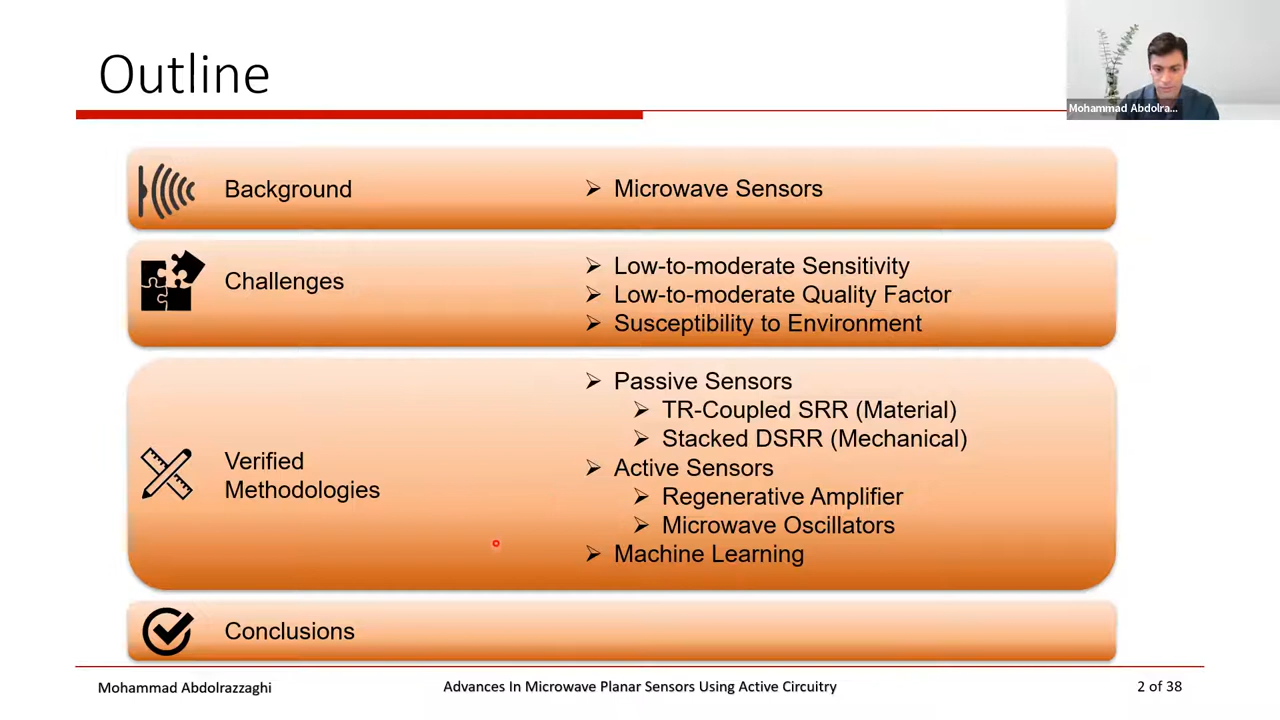 Outline
Mohammad Abdolra...
Background
➢ Microwave Sensors
Challenges
➢ Low-to-moderate Sensitivity
➢ Low-to-moderate Quality Factor
➢ Susceptibility to Environment
Verified
Methodologies
➢ Passive Sensors
➢ TR-Coupled SRR (Material)
➢ Stacked DSRR (Mechanical)
➢ Active Sensors
➢ Regenerative Amplifier
➢ Microwave Oscillators
➢ Machine Learning
Conclusions
Mohammad Abdolrazzaghi
Advances In Microwave Planar Sensors Using Active Circuitry
2 of 38